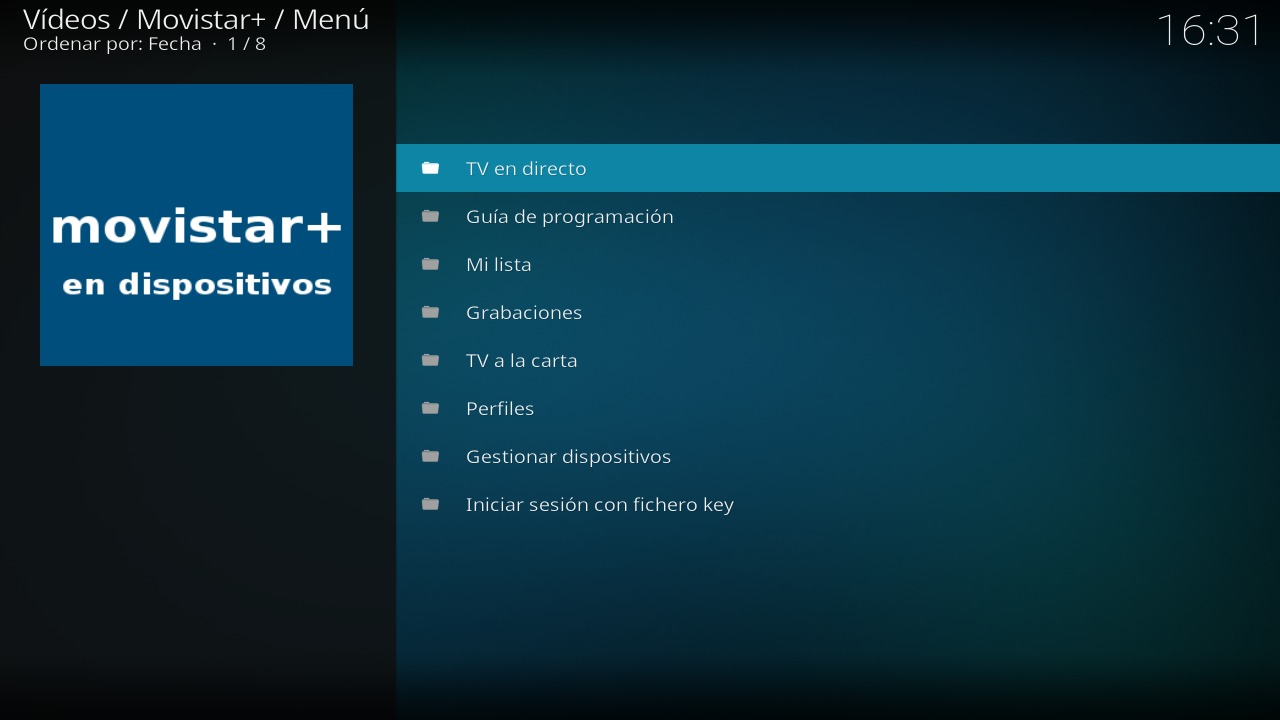 Vídeos / Movistar+ / Menú
Ordenar por: Fecha · 1 / 8
16:31
movistar+
en dispositivos
TV en directo
Guía de programación
Mi lista
Grabaciones
TV a la carta
Perfiles
Gestionar dispositivos
Iniciar sesión con fichero key